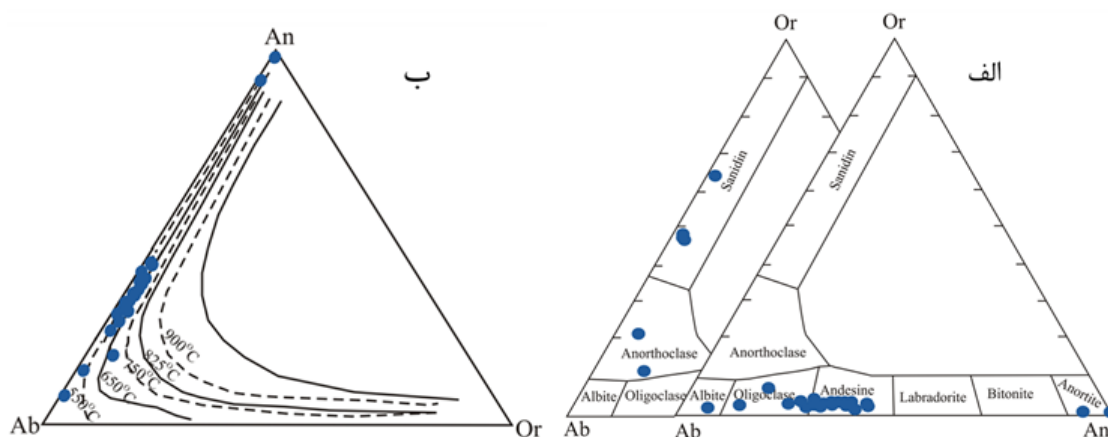 An
ب
900°C
825°C
750°C
650°C
550°C
Ab
Or
Or
Or
الف
Sanidin
Sanidin
Anorthoclase
Anorthoclase
Albite
Oligoclase
Albite
Oligoclase
Andesine
Labradorite
Bitonite
Anortite
Ab
Ab
An